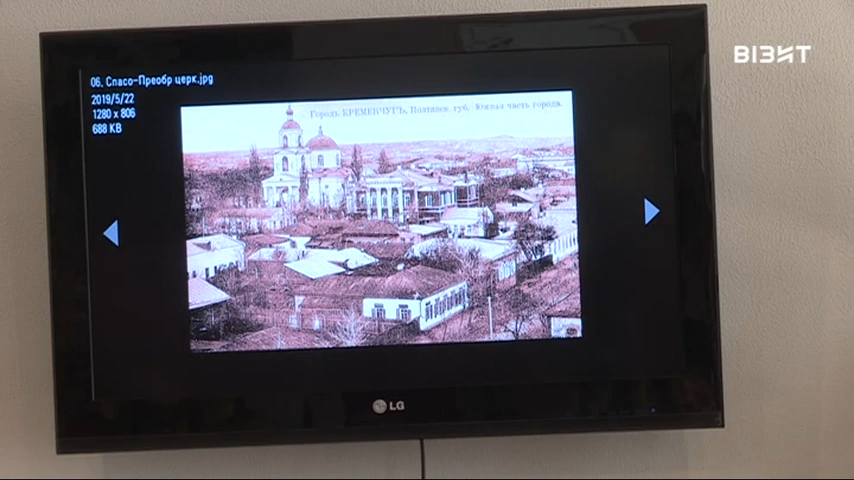 06. Спасо-Преобр церк.jpg
2019/5/22
1280 x 806
688 KB
Городъ КРЕМЕНЧУГЪ, Полтавск. губ. Южная часть города.
ВІЗИТ
LG